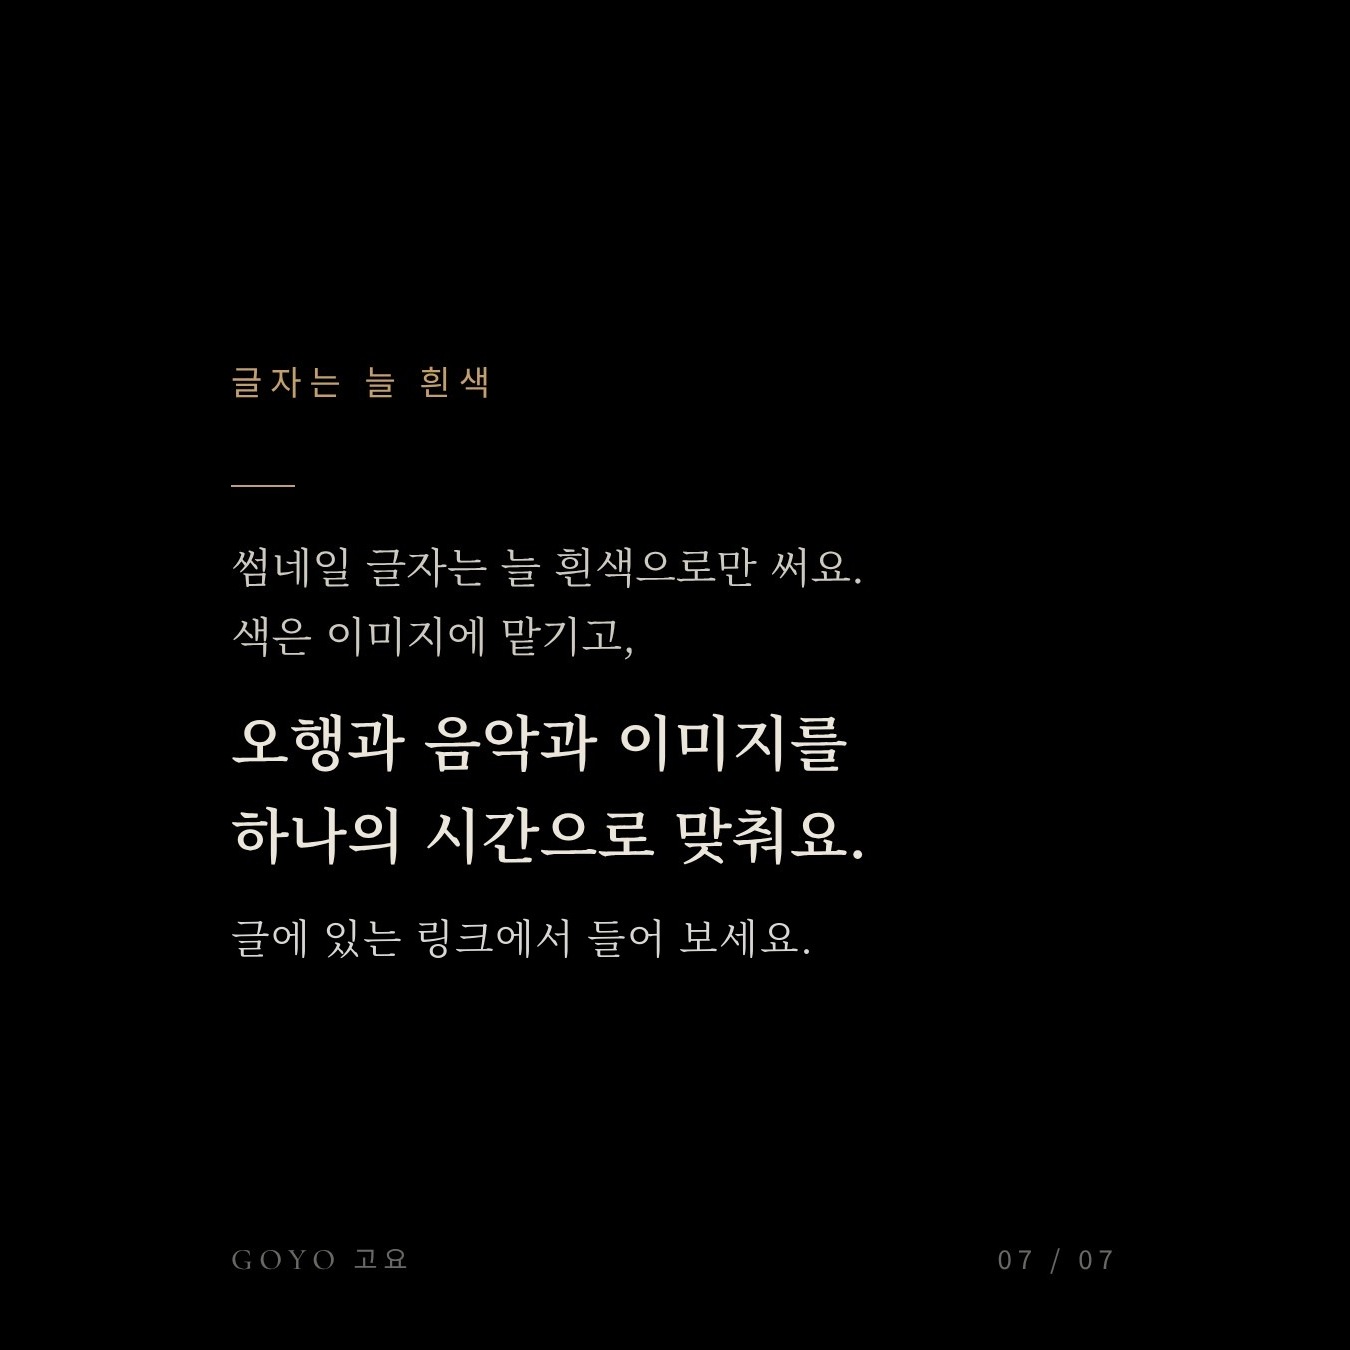 글자는 늘 흰색
썸네일 글자는 늘 흰색으로만 써요.
색은 이미지에 맡기고,
오행과 음악과 이미지를
하나의 시간으로 맞춰요.
글에 있는 링크에서 들어 보세요.
GOYO 고요
07 / 07